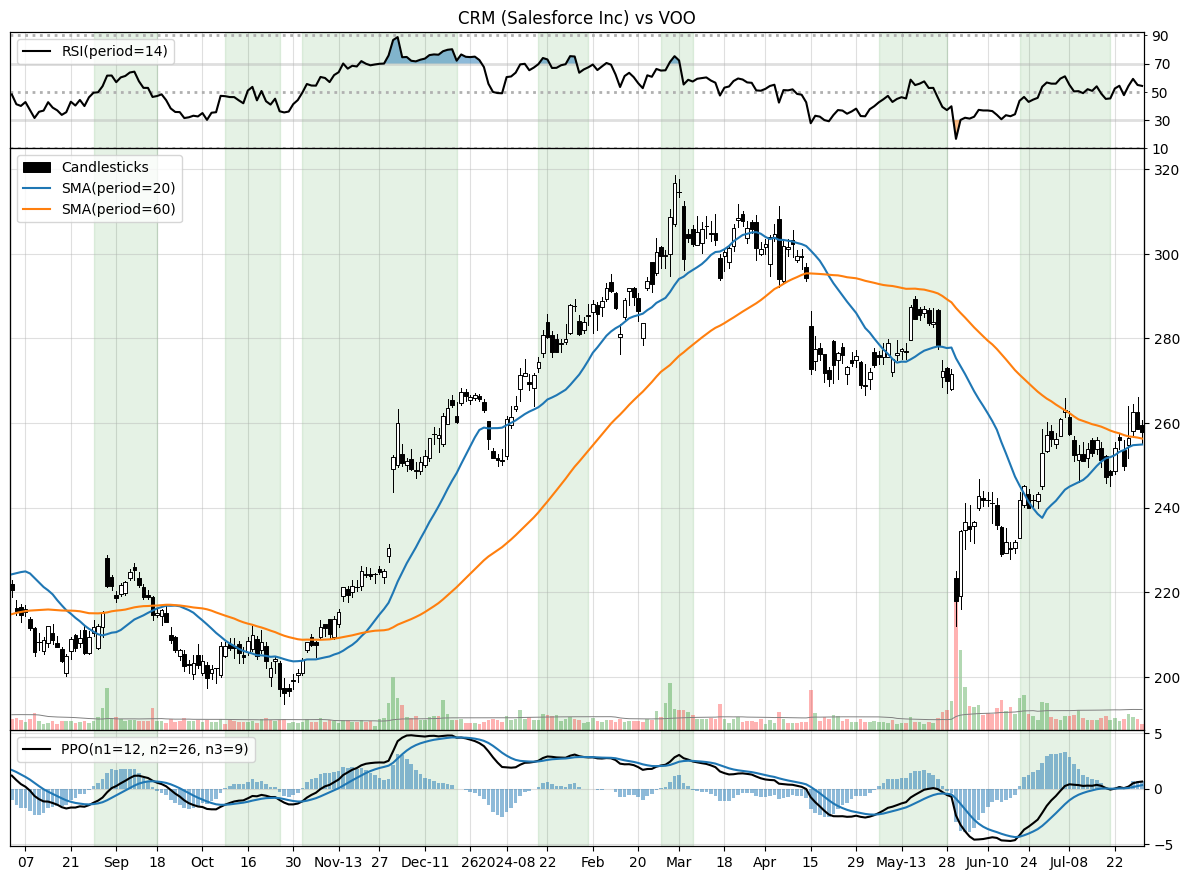 CRM (Salesforce Inc) vs VOO
RSI(period=14)
90
70
50
30
10
Candlesticks
SMA(period=20)
SMA(period=60)
320
300
280
260
240
220
200
PPO(n1=12, n2=26, n3=9)
5
0
−5
07 21 Sep 18 Oct 16 30 Nov-13 27 Dec-11 26 2024-08 22 Feb 20 Mar 18 Apr 15 29 May-13 28 Jun-10 24 Jul-08 22